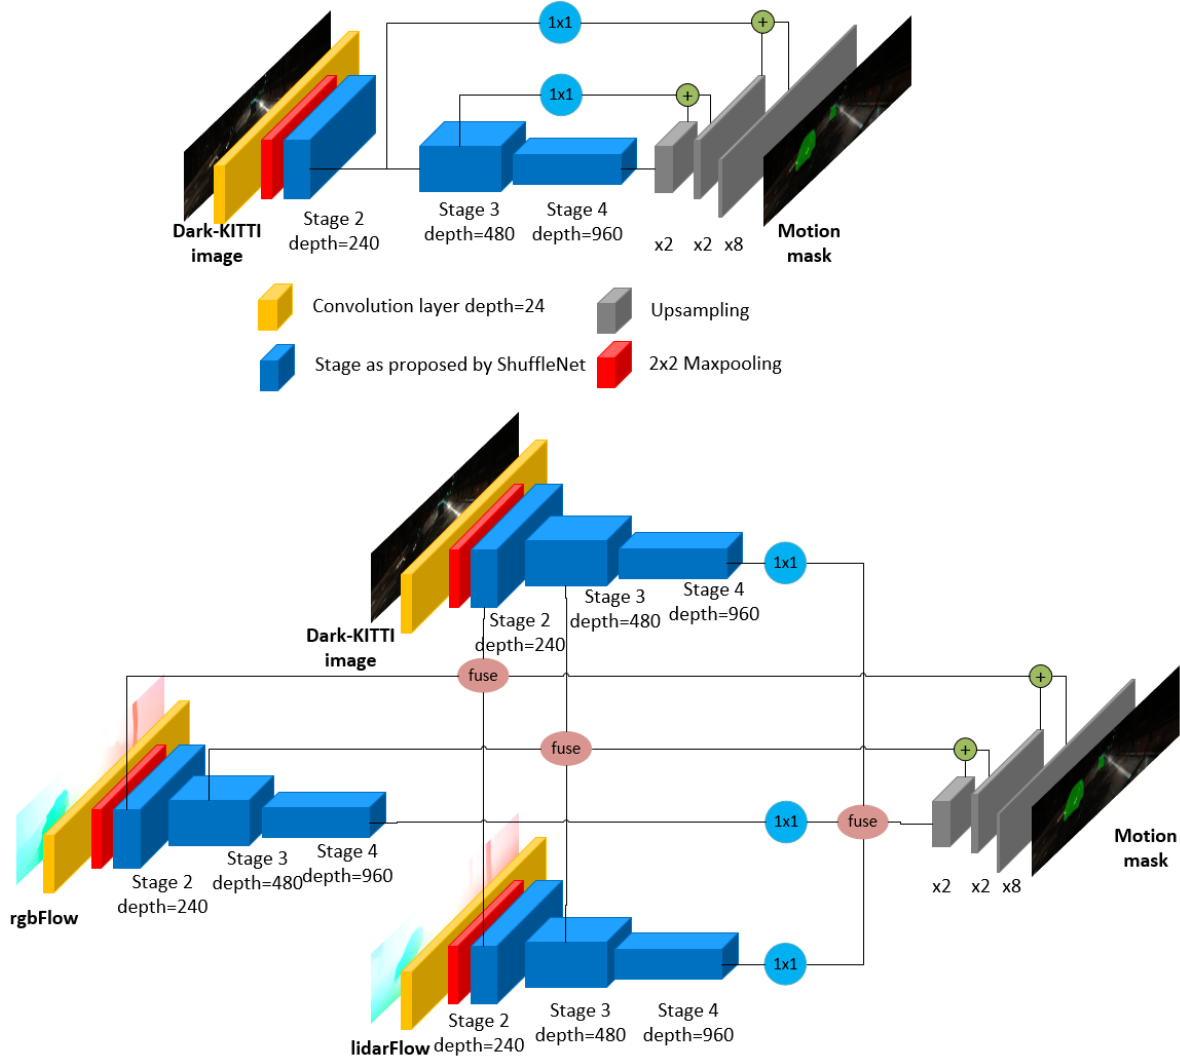 1x1
+
1x1
+
Dark-KITTI
image
Stage 2
depth=240
Stage 3
depth=480
Stage 4
depth=960
x2
x2
x8
Motion
mask
Convolution layer depth=24
Upsampling
Stage as proposed by ShuffleNet
2x2 Maxpooling
1x1
Stage 4
depth=960
Stage 3
depth=480
Stage 2
depth=240
Dark-KITTI
image
fuse
+
fuse
+
1x1
fuse
Motion
mask
Stage 4
depth=960
Stage 3
depth=480
Stage 2
depth=240
x2
x2
x8
rgbFlow
1x1
Stage 2
depth=240
Stage 3
depth=480
Stage 4
depth=960
lidarFlow